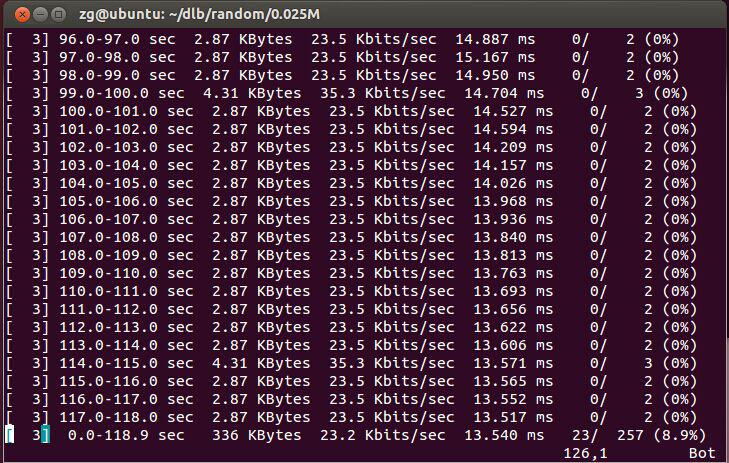 zg@ubuntu: ~/dlb/random/0.025M
[  3] 96.0-97.0 sec  2.87 KBytes  23.5 Kbits/sec  14.887 ms    0/    2 (0%)
[  3] 97.0-98.0 sec  2.87 KBytes  23.5 Kbits/sec  15.167 ms    0/    2 (0%)
[  3] 98.0-99.0 sec  2.87 KBytes  23.5 Kbits/sec  14.950 ms    0/    2 (0%)
[  3] 99.0-100.0 sec  4.31 KBytes  35.3 Kbits/sec  14.704 ms    0/    3 (0%)
[  3] 100.0-101.0 sec  2.87 KBytes  23.5 Kbits/sec  14.527 ms    0/    2 (0%)
[  3] 101.0-102.0 sec  2.87 KBytes  23.5 Kbits/sec  14.594 ms    0/    2 (0%)
[  3] 102.0-103.0 sec  2.87 KBytes  23.5 Kbits/sec  14.209 ms    0/    2 (0%)
[  3] 103.0-104.0 sec  2.87 KBytes  23.5 Kbits/sec  14.157 ms    0/    2 (0%)
[  3] 104.0-105.0 sec  2.87 KBytes  23.5 Kbits/sec  14.026 ms    0/    2 (0%)
[  3] 105.0-106.0 sec  2.87 KBytes  23.5 Kbits/sec  13.968 ms    0/    2 (0%)
[  3] 106.0-107.0 sec  2.87 KBytes  23.5 Kbits/sec  13.936 ms    0/    2 (0%)
[  3] 107.0-108.0 sec  2.87 KBytes  23.5 Kbits/sec  13.840 ms    0/    2 (0%)
[  3] 108.0-109.0 sec  2.87 KBytes  23.5 Kbits/sec  13.813 ms    0/    2 (0%)
[  3] 109.0-110.0 sec  2.87 KBytes  23.5 Kbits/sec  13.763 ms    0/    2 (0%)
[  3] 110.0-111.0 sec  2.87 KBytes  23.5 Kbits/sec  13.693 ms    0/    2 (0%)
[  3] 111.0-112.0 sec  2.87 KBytes  23.5 Kbits/sec  13.656 ms    0/    2 (0%)
[  3] 112.0-113.0 sec  2.87 KBytes  23.5 Kbits/sec  13.622 ms    0/    2 (0%)
[  3] 113.0-114.0 sec  2.87 KBytes  23.5 Kbits/sec  13.606 ms    0/    2 (0%)
[  3] 114.0-115.0 sec  4.31 KBytes  35.3 Kbits/sec  13.571 ms    0/    3 (0%)
[  3] 115.0-116.0 sec  2.87 KBytes  23.5 Kbits/sec  13.565 ms    0/    2 (0%)
[  3] 116.0-117.0 sec  2.87 KBytes  23.5 Kbits/sec  13.552 ms    0/    2 (0%)
[  3] 117.0-118.0 sec  2.87 KBytes  23.5 Kbits/sec  13.517 ms    0/    2 (0%)
[  3]  0.0-118.9 sec   336 KBytes  23.2 Kbits/sec  13.540 ms   23/  257 (8.9%)
126,1 Bot